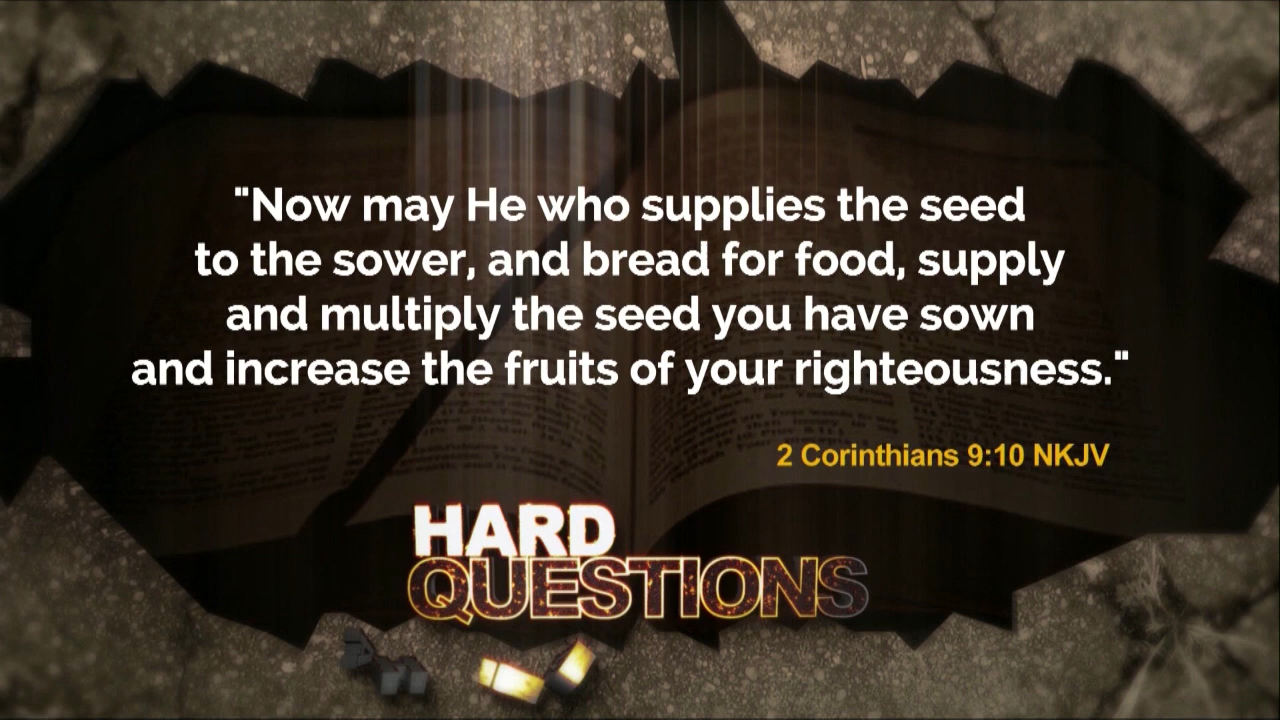 "Now may He who supplies the seed
to the sower, and bread for food, supply
and multiply the seed you have sown
and increase the fruits of your righteousness."
2 Corinthians 9:10 NKJV
HARD
QUESTIONS